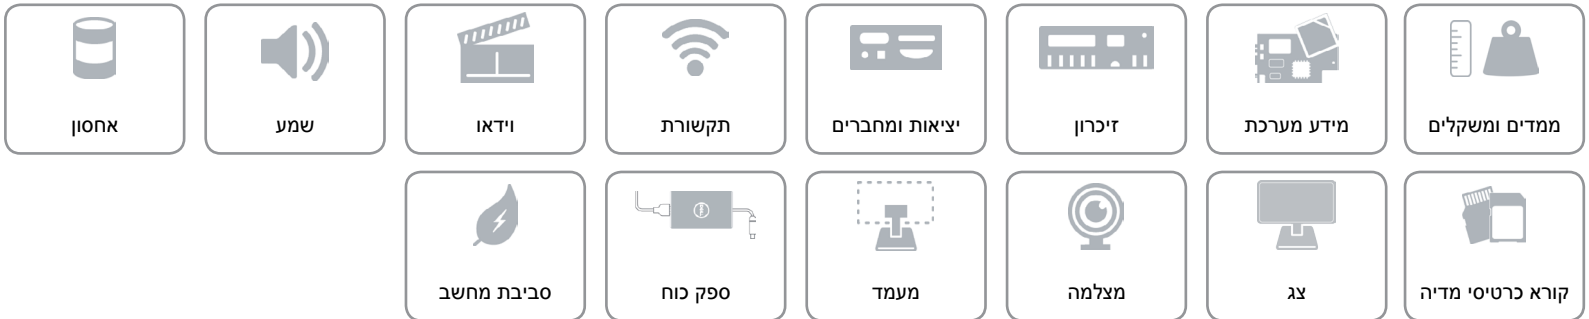 ממדים ומשקלים
מידע מערכת
זיכרון
יציאות ומחברים
תקשורת
וידאו
שמע
אחסון
קורא כרטיסי מדיה
צג
מצלמה
מעמד
ספק כוח
סביבת מחשב